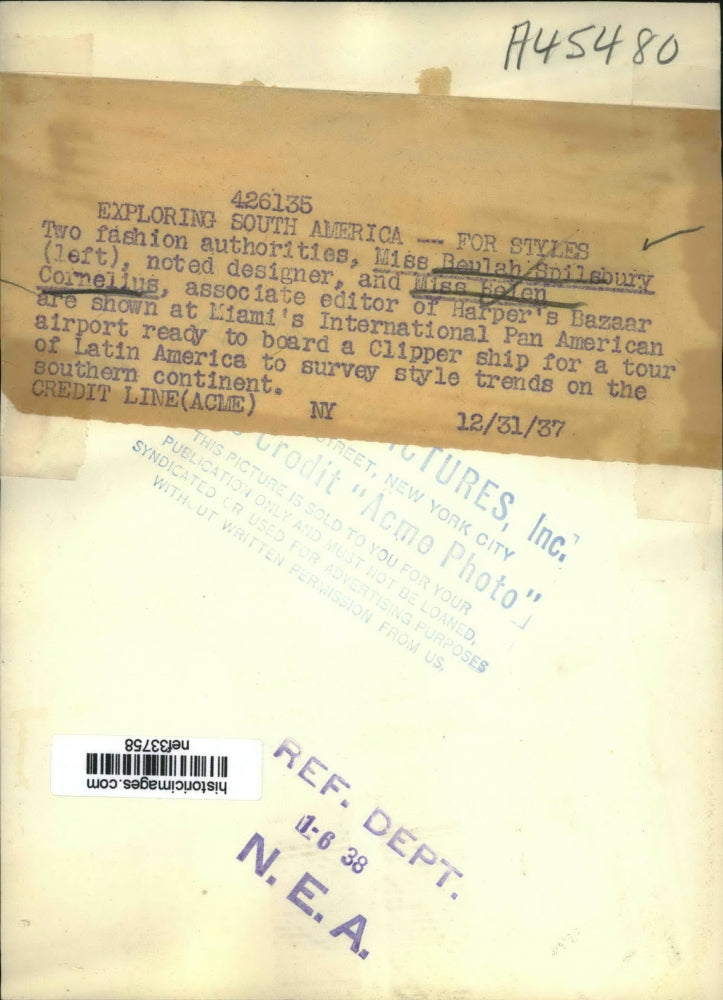 A45480
426135
EXPLORING SOUTH AMERICA -- FOR STYLES
Two fashion authorities, Miss Beulah Spilsbury
(left), noted designer, and Miss Helen
Cornelius, associate editor of Harper's Bazaar
are shown at Miami's International Pan American
airport ready to board a Clipper ship for a tour
of Latin America to survey style trends on the
southern continent.
CREDIT LINE(ACME) NY 12/31/37
PICTURES, Inc.
STREET, NEW YORK CITY
Credit "Acme Photo"
THIS PICTURE IS SOLD TO YOU FOR YOUR
PUBLICATION ONLY AND MUST NOT BE LOANED,
SYNDICATED OR USED FOR ADVERTISING PURPOSES
WITHOUT WRITTEN PERMISSION FROM US,
historicimages.com
nef33758
REF. DEPT.
1-6 38
N.E.A.